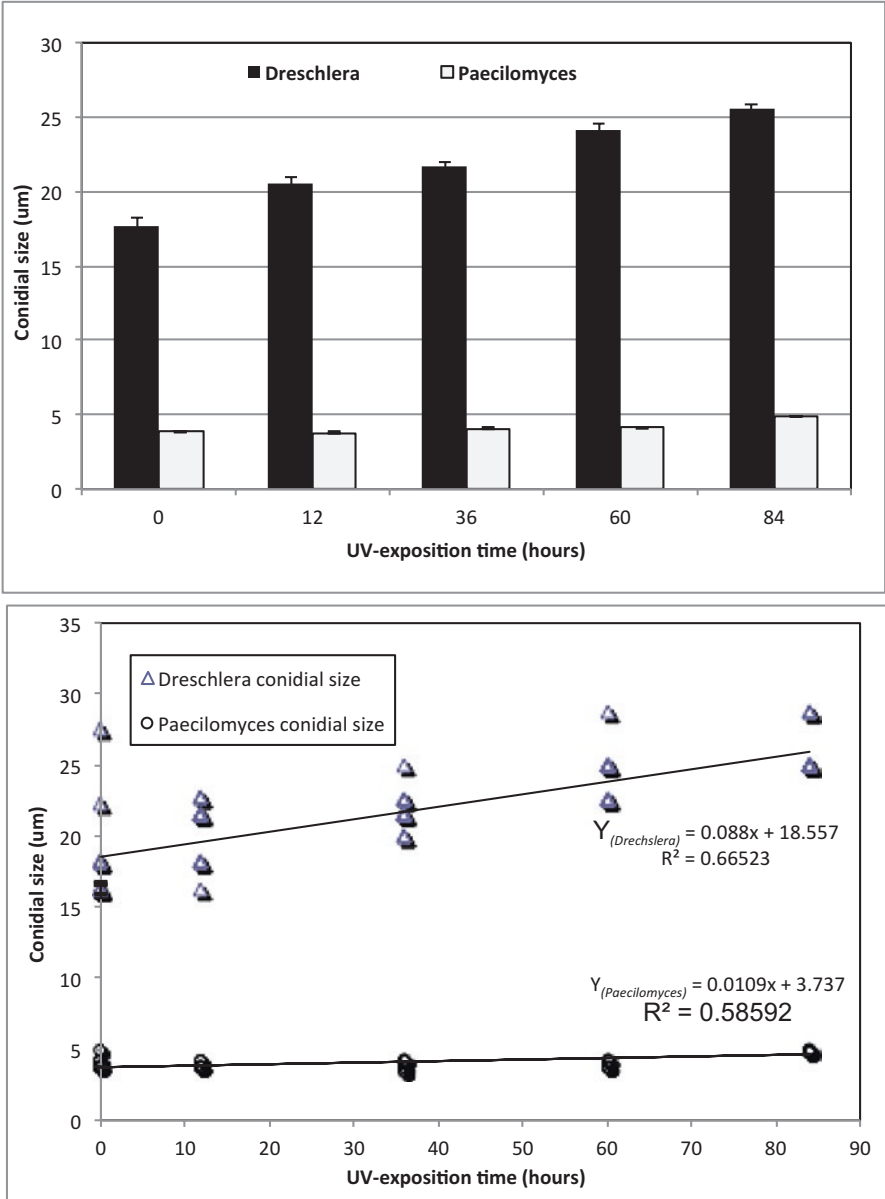 30
Dreschlera Paecilomyces
25
20
15
10
5
0
Conidial size (um)
0 12 36 60 84
UV-exposition time (hours)
35
Dreschlera conidial size
30
Paecilomyces conidial size
25
20
15
10
5
0
Conidial size (um)
Y(Drechslera) = 0.088x + 18.557
R² = 0.66523
Y(Paecilomyces) = 0.0109x + 3.737
R² = 0.58592
0 10 20 30 40 50 60 70 80 90
UV-exposition time (hours)